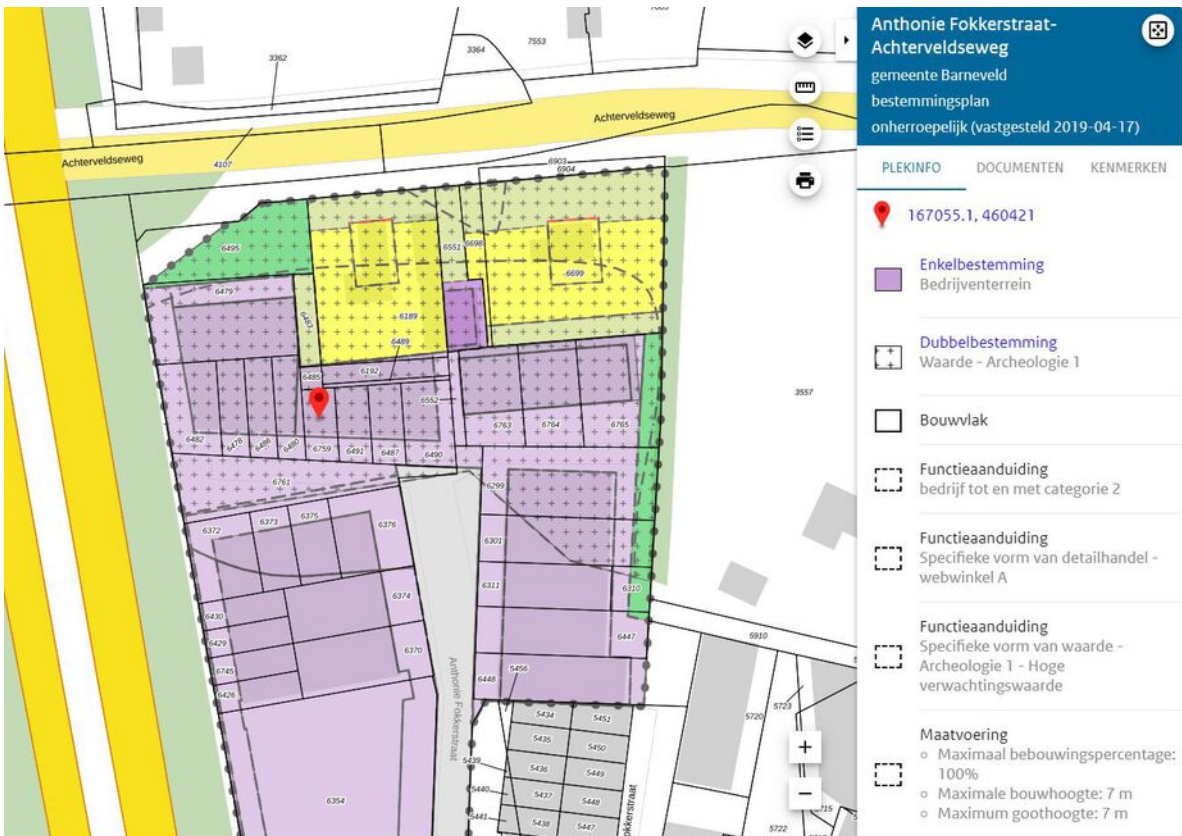 7553
3364
3362
Achterveldseweg
Achterveldseweg
4107
6903
6904
6495
6551
6698
6699
6479
6483
6189
6489
6485
6192
6552
6482
6478
6486
6480
6759
6491
6487
6490
6763
6764
6765
3557
6761
6299
6372
6373
6375
6376
6301
6311
6310
6374
6430
6429
6370
6447
5910
6745
6426
6448
5456
Anthonie Fokkerstraat
5434
5451
5720
5723
5435
5450
5439
5436
5449
5440
5437
5448
5441
5438
5447
5722
6354
Anthonie Fokkerstraat-
Achterveldseweg
gemeente Barneveld
bestemmingsplan
onherroepelijk (vastgesteld 2019-04-17)
PLEKINFO DOCUMENTEN KENMERKEN
167055.1, 460421
Enkelbestemming
Bedrijventerrein
Dubbelbestemming
Waarde - Archeologie 1
Bouwvlak
Functieaanduiding
bedrijf tot en met categorie 2
Functieaanduiding
Specifieke vorm van detailhandel -
webwinkel A
Functieaanduiding
Specifieke vorm van waarde -
Archeologie 1 - Hoge
verwachtingswaarde
Maatvoering
Maximaal bebouwingspercentage:
100%
Maximale bouwhoogte: 7 m
Maximum goothoogte: 7 m